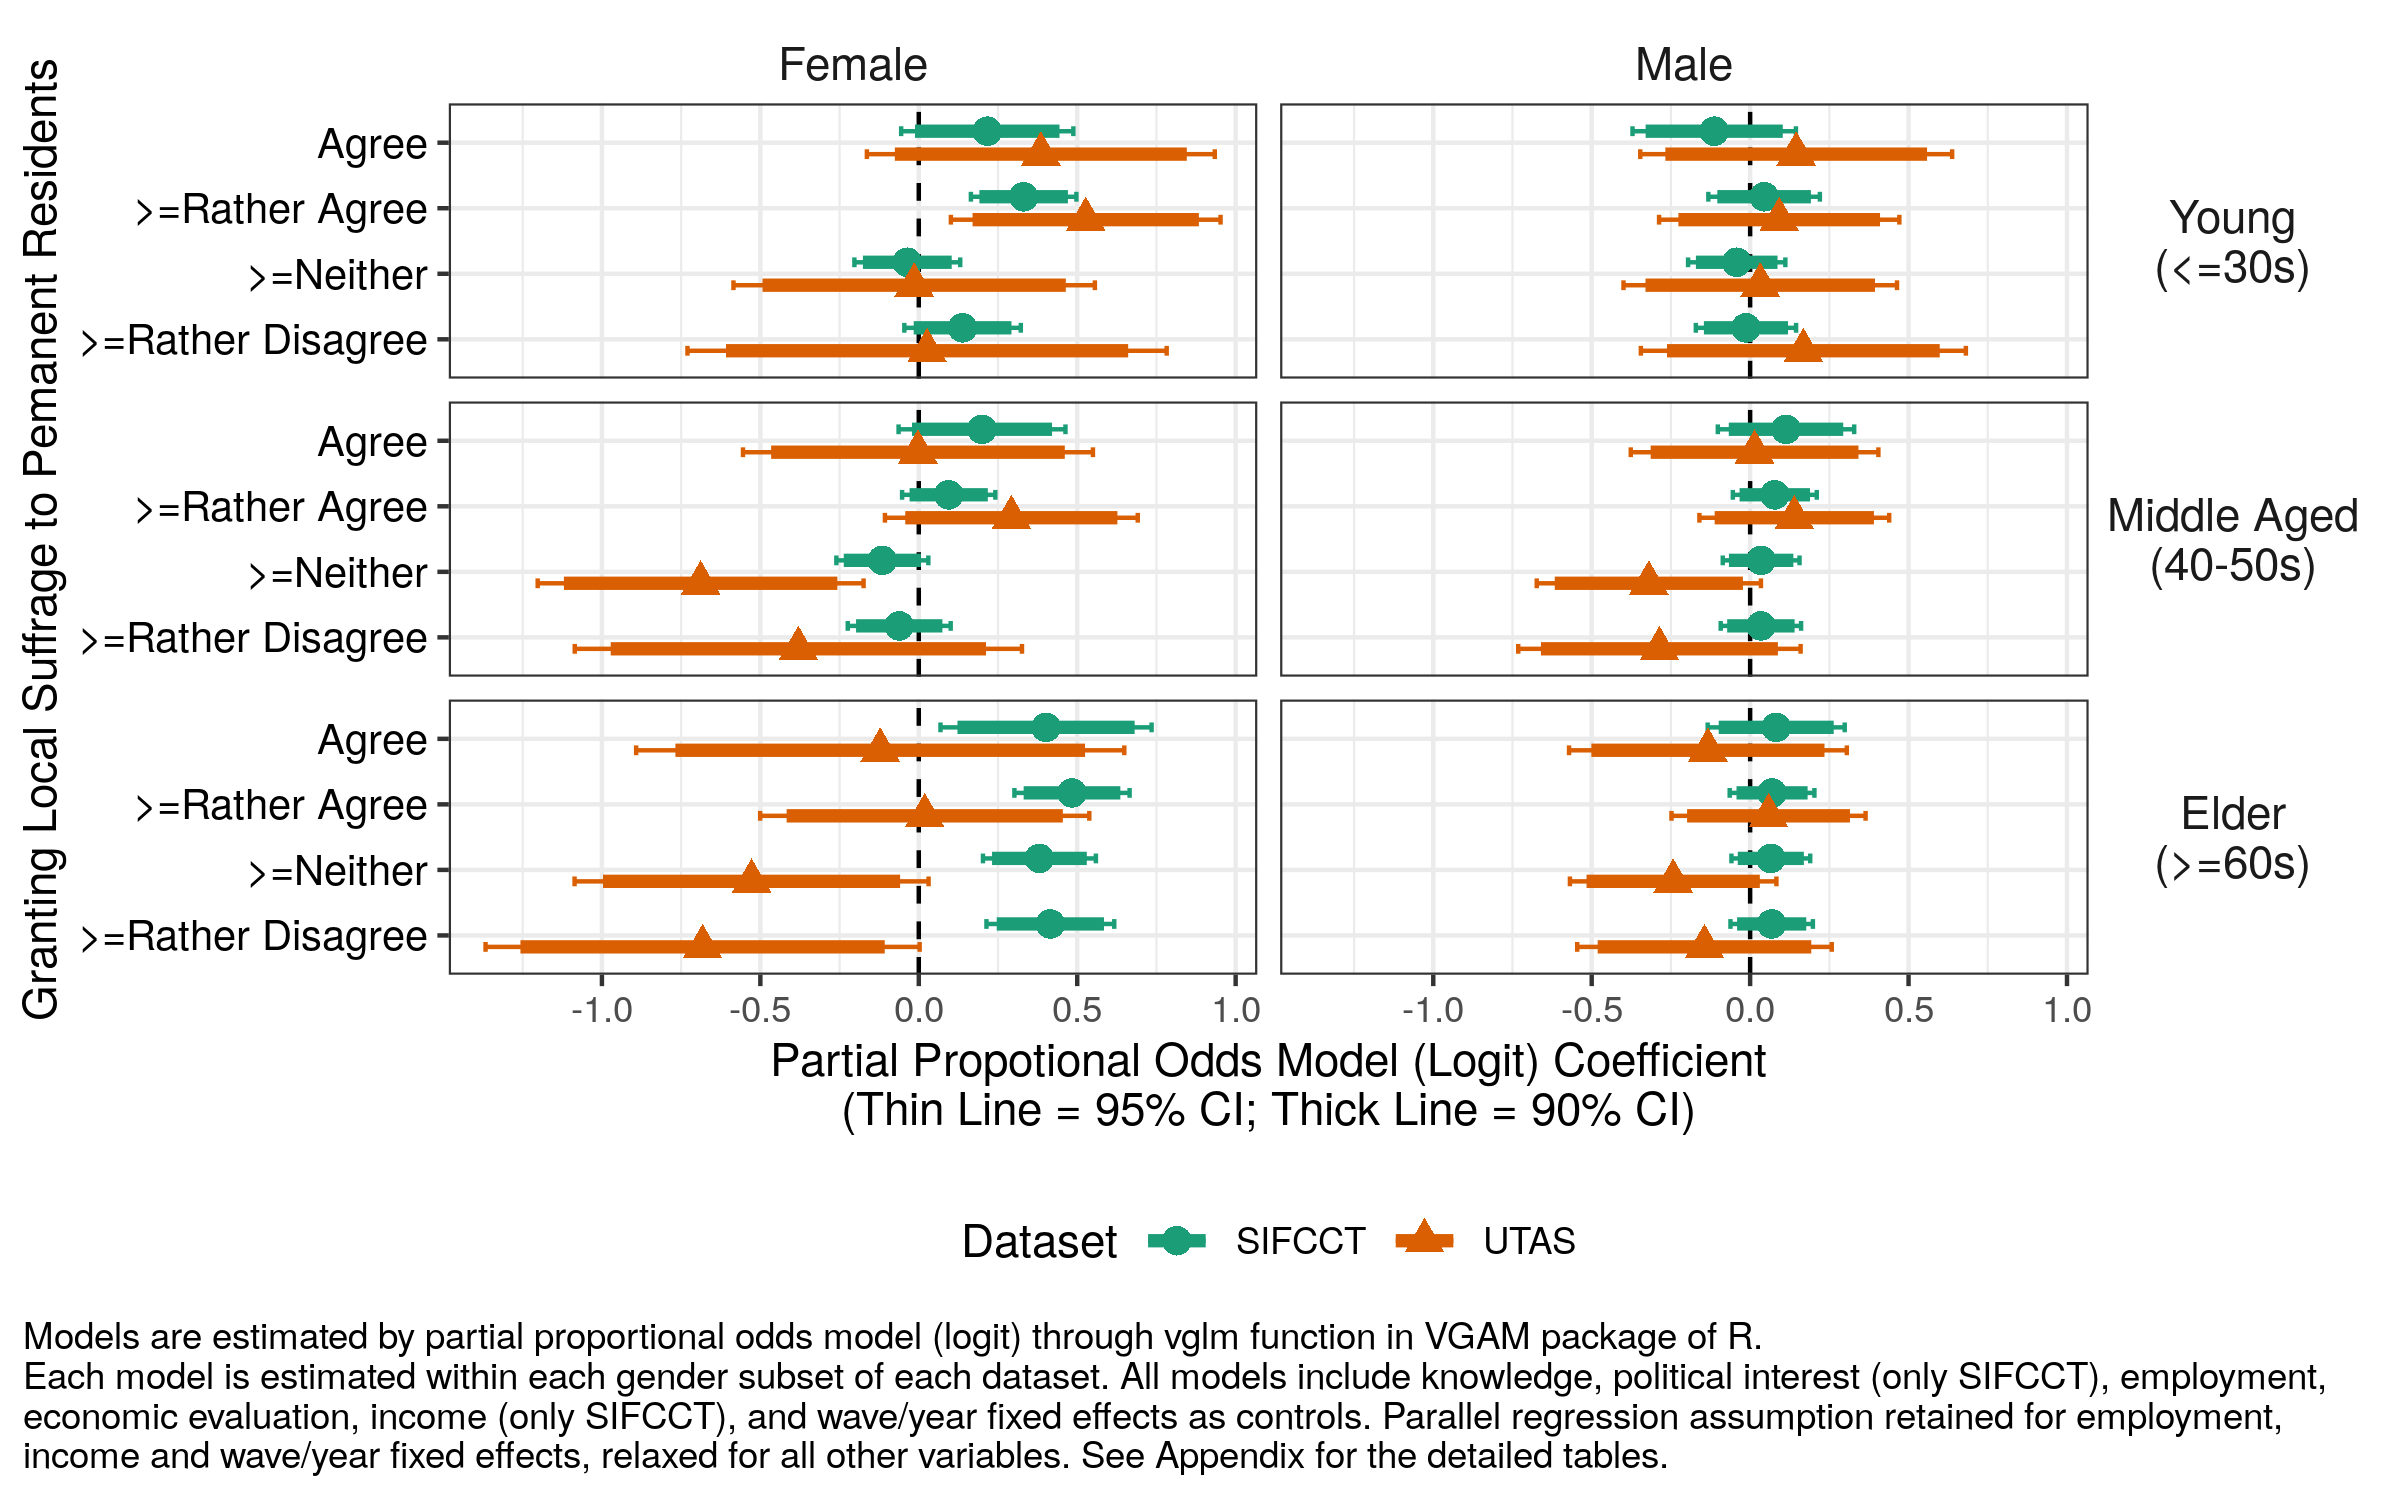 Female
Male
Granting Local Suffrage to Pemanent Residents
Agree
>=Rather Agree
>=Neither
>=Rather Disagree
Young
(<=30s)
Agree
>=Rather Agree
>=Neither
>=Rather Disagree
Middle Aged
(40-50s)
Agree
>=Rather Agree
>=Neither
>=Rather Disagree
Elder
(>=60s)
-1.0 -0.5 0.0 0.5 1.0
-1.0 -0.5 0.0 0.5 1.0
Partial Propotional Odds Model (Logit) Coefficient
(Thin Line = 95% CI; Thick Line = 90% CI)
Dataset SIFCCT UTAS
Models are estimated by partial proportional odds model (logit) through vglm function in VGAM package of R.
Each model is estimated within each gender subset of each dataset. All models include knowledge, political interest (only SIFCCT), employment,
economic evaluation, income (only SIFCCT), and wave/year fixed effects as controls. Parallel regression assumption retained for employment,
income and wave/year fixed effects, relaxed for all other variables. See Appendix for the detailed tables.